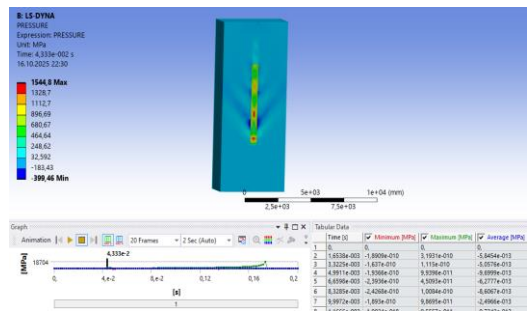 B: LS-DYNA
PRESSURE
Expression: PRESSURE
Unit: MPa
Time: 4,333e-002 s
16.10.2025 22:30
1544,8 Max
1328,7
1112,7
896,69
680,67
464,64
248,62
32,592
-183,43
-399,46 Min
0
5e+03
1e+04 (mm)
2,5e+03
7,5e+03
Graph
Animation
20 Frames
2 Sec (Auto)
4,333e-2
18704
[MPa]
0,
4,e-2
8,e-2
0,12
0,16
0,2
[s]
1
Tabular Data
Time [s] Minimum [MPa] Maximum [MPa] Average [MPa]
1 0, 0, 0, 0,
2 1,6538e-003 -1,8909e-010 3,1931e-010 -5,8454e-013
3 3,3225e-003 -1,637e-010 1,115e-010 -5,0576e-013
4 4,9911e-003 -1,9368e-010 9,9396e-011 -9,6999e-013
5 6,6598e-003 -2,5936e-010 4,5093e-011 -6,2777e-013
6 8,3285e-003 -2,4268e-010 1,0084e-010 -6,6067e-013
7 9,9972e-003 -1,893e-010 9,8695e-011 -2,4966e-013